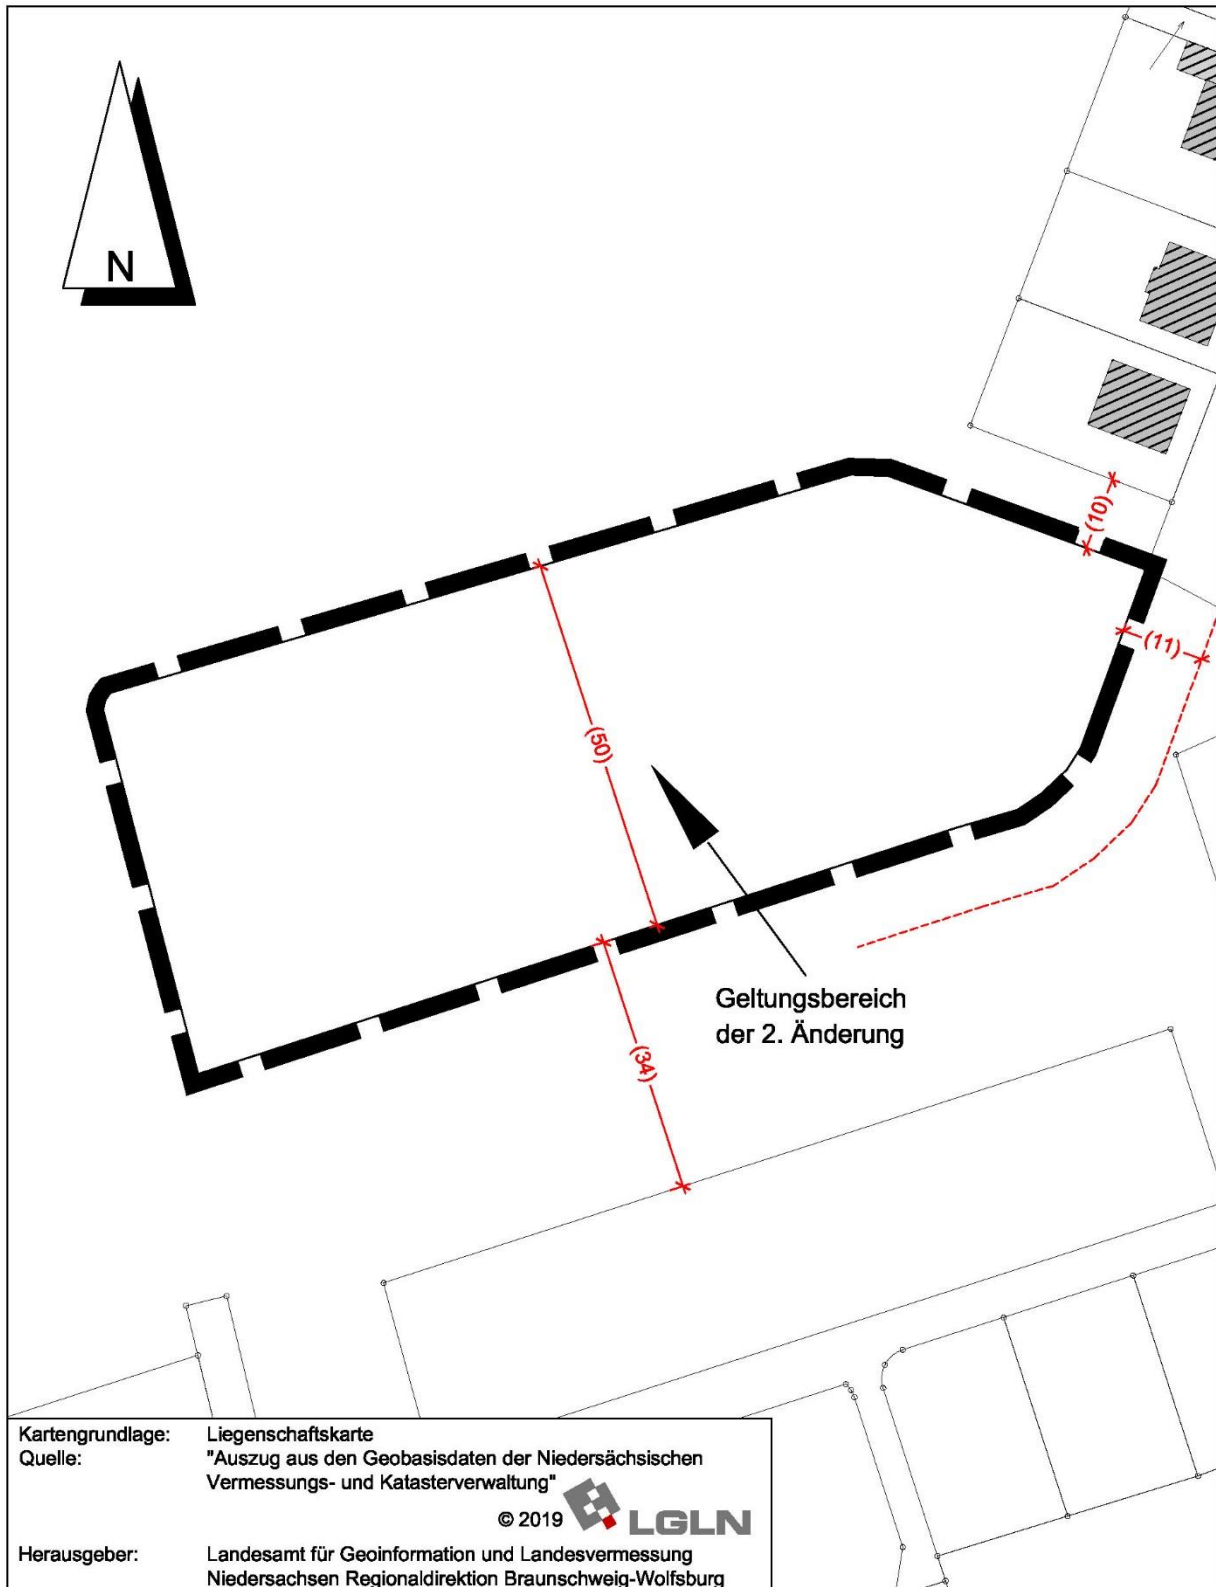 N
(10)
(11)
(50)
(34)
Geltungsbereich
der 2. Änderung
Kartengrundlage: Liegenschaftskarte
Quelle: "Auszug aus den Geobasisdaten der Niedersächsischen
Vermessungs- und Katasterverwaltung"
© 2019 LGLN
Herausgeber: Landesamt für Geoinformation und Landesvermessung
Niedersachsen Regionaldirektion Braunschweig-Wolfsburg